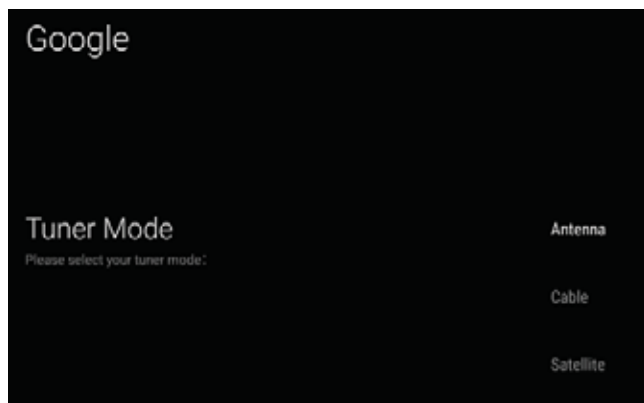 Google
Tuner Mode
Please select your tuner mode:
Antenna
Cable
Satellite